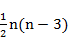 ½n(n − 3)